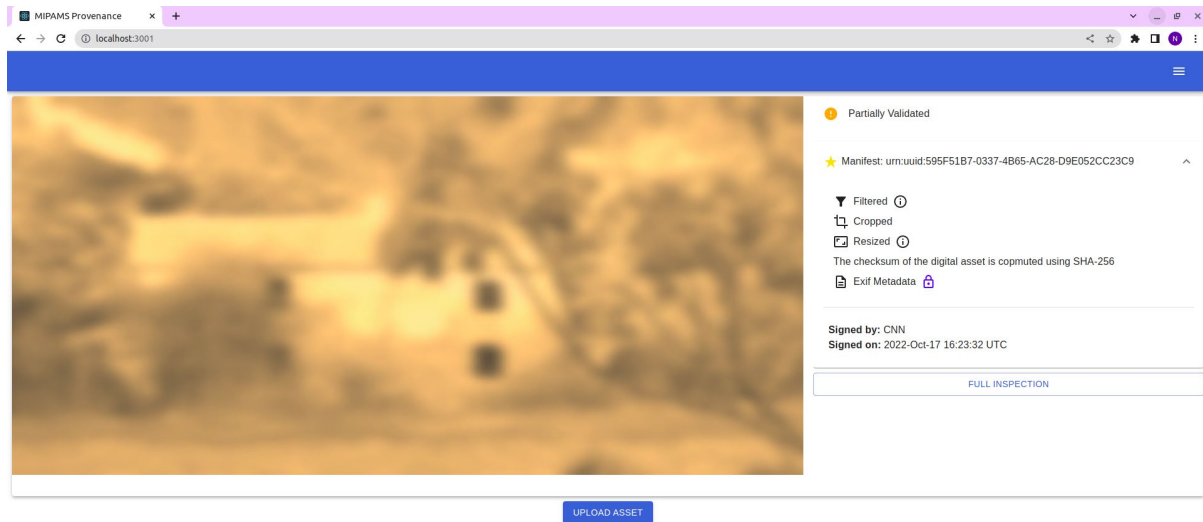 MIPAMS Provenance
localhost:3001
N
Partially Validated
Manifest: urn:uuid:595F51B7-0337-4B65-AC28-D9E052CC23C9
Filtered
Cropped
Resized
The checksum of the digital asset is copmuted using SHA-256
Exif Metadata
Signed by: CNN
Signed on: 2022-Oct-17 16:23:32 UTC
FULL INSPECTION
UPLOAD ASSET